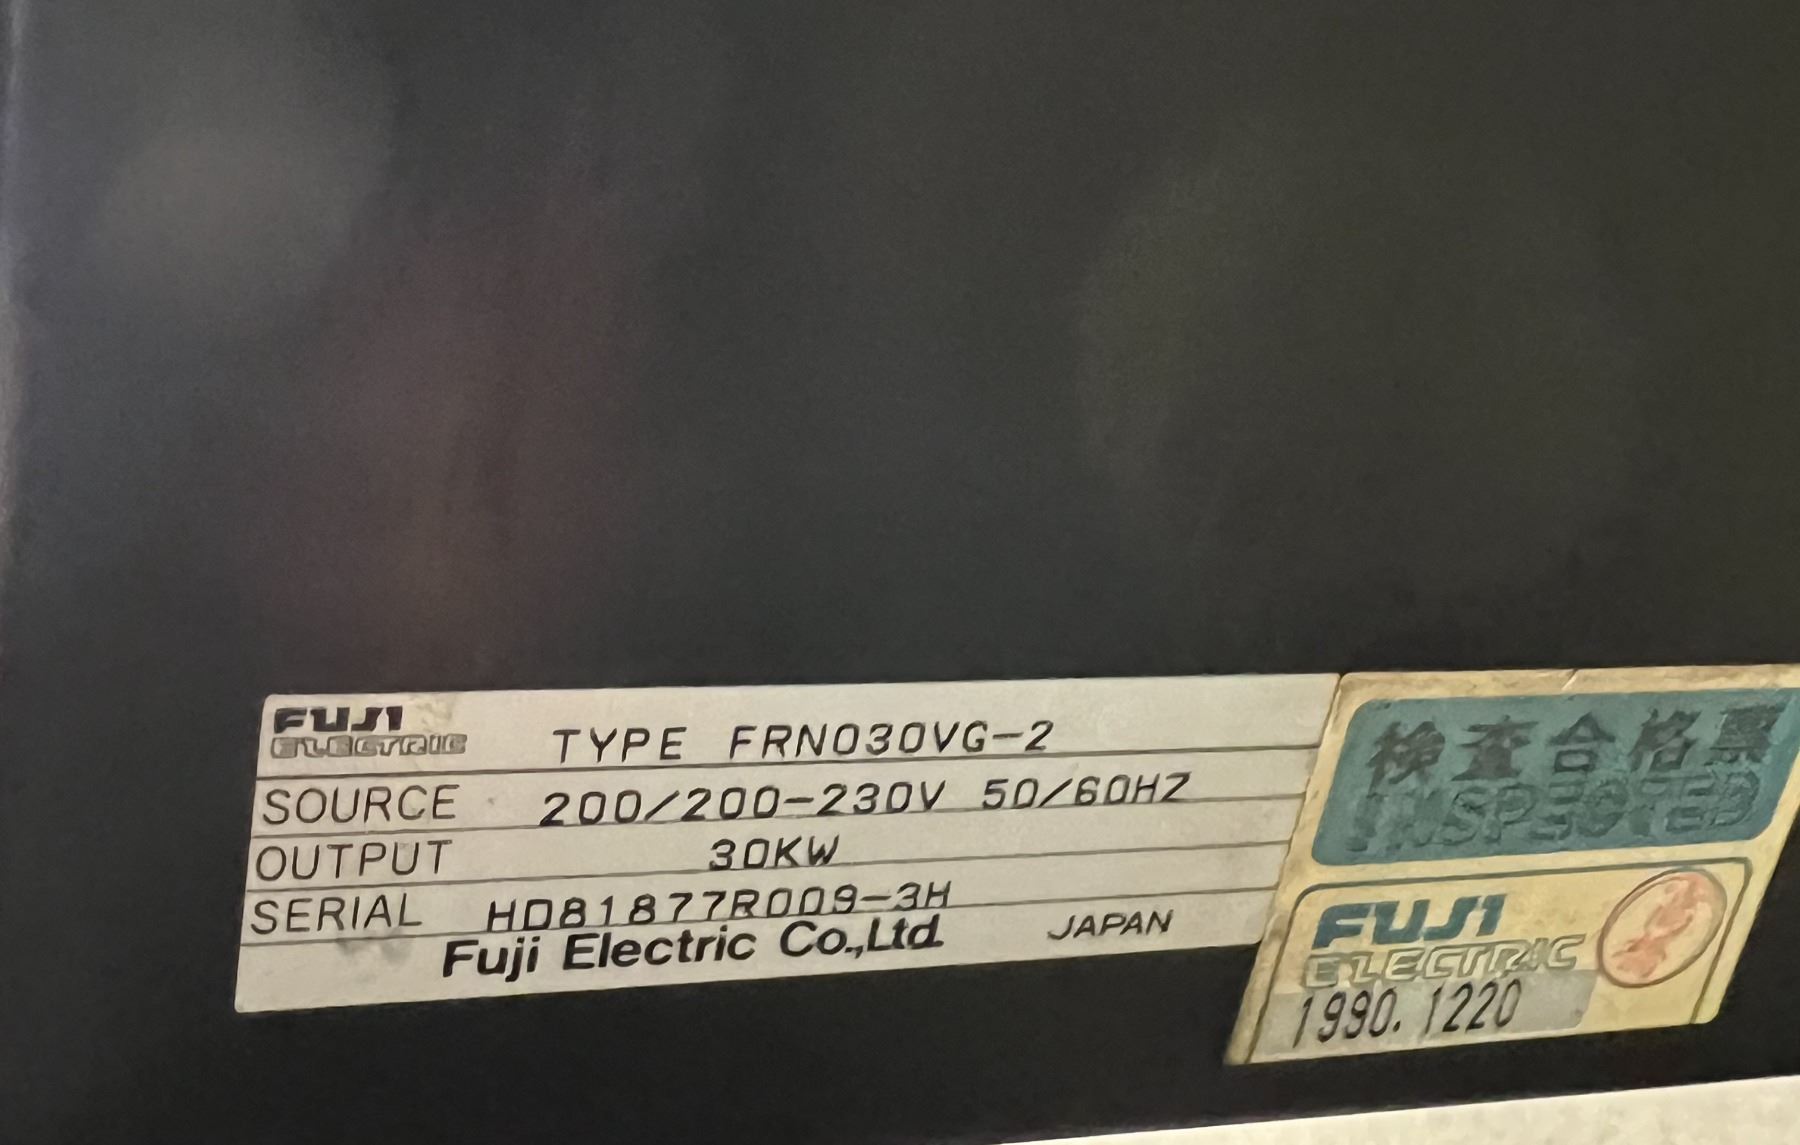 FUJI
ELECTRIC
TYPE FRN030VG-2
SOURCE 200/200-230V 50/60HZ
OUTPUT 30KW
SERIAL HD81877R009-3H
Fuji Electric Co.,Ltd. JAPAN
検査合格票
INSPECTED
FUJI
ELECTRIC
1990.1220